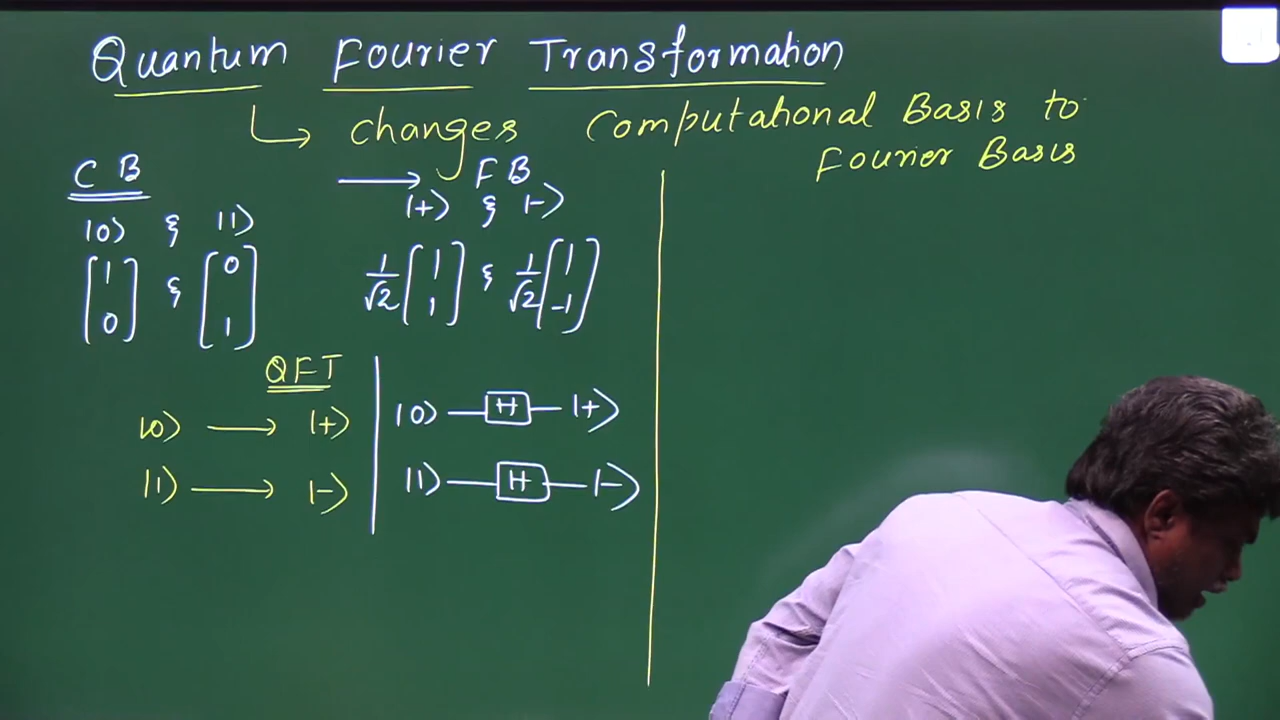 Quantum Fourier Transformation
↳ changes Computational Basis to
Fourier Basis
CB ⟶ FB
|0⟩ & |1⟩ |+⟩ & |-⟩
[1 0] & [0 1] 1/√2 [1 1] & 1/√2 [1 -1]
QFT
|0⟩ ⟶ |+⟩ |0⟩ — H — |+⟩
|1⟩ ⟶ |-⟩ |1⟩ — H — |-⟩